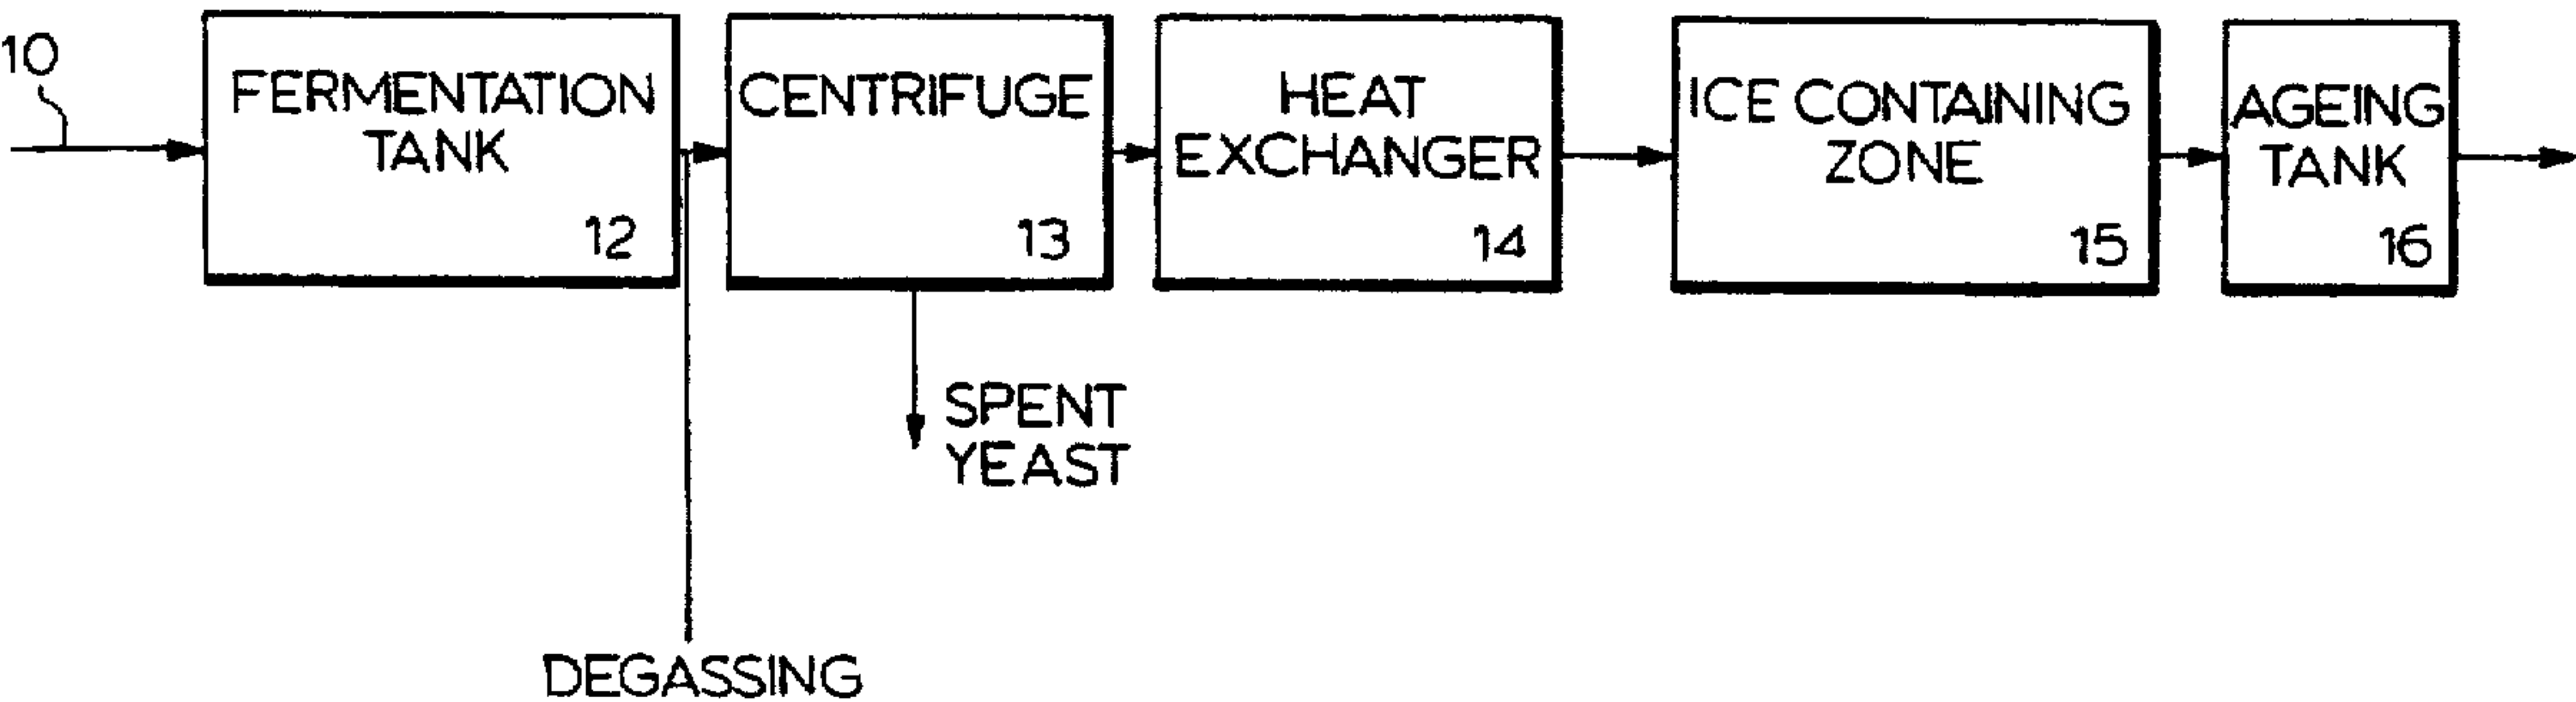 10
FERMENTATION
TANK
12
CENTRIFUGE
13
HEAT
EXCHANGER
14
ICE CONTAINING
ZONE
15
AGEING
TANK
16
SPENT
YEAST
DEGASSING